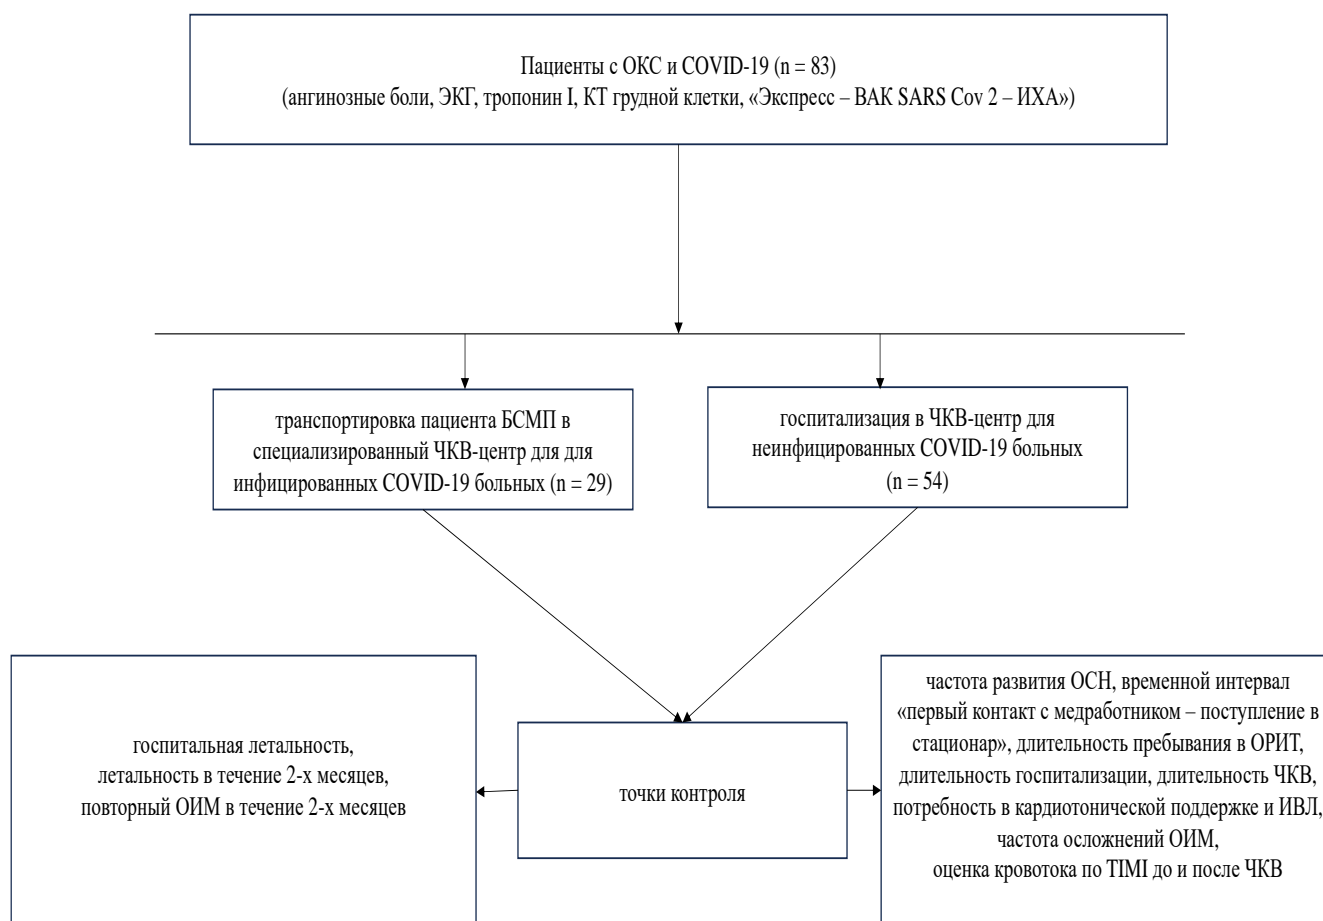 Пациенты с ОКС и COVID-19 (n = 83)
(ангинозные боли, ЭКГ, тропонин I, КТ грудной клетки, «Экспресс – ВАК SARS Cov 2 – ИХА»)
транспортировка пациента БСМП в
специализированный ЧКВ-центр для для
инфицированных COVID-19 больных (n = 29)
госпитализация в ЧКВ-центр для
неинфицированных COVID-19 больных
(n = 54)
госпитальная летальность,
летальность в течение 2-х месяцев,
повторный ОИМ в течение 2-х месяцев
точки контроля
частота развития ОСН, временной интервал
«первый контакт с медработником – поступление в
стационар», длительность пребывания в ОРИТ,
длительность госпитализации, длительность ЧКВ,
потребность в кардиотонической поддержке и ИВЛ,
частота осложнений ОИМ,
оценка кровотока по TIMI до и после ЧКВ